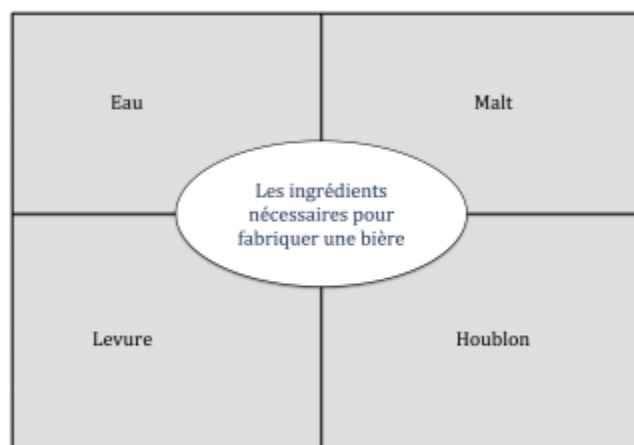 Eau
Malt
Les ingrédients
nécessaires pour
fabriquer une bière
Levure
Houblon